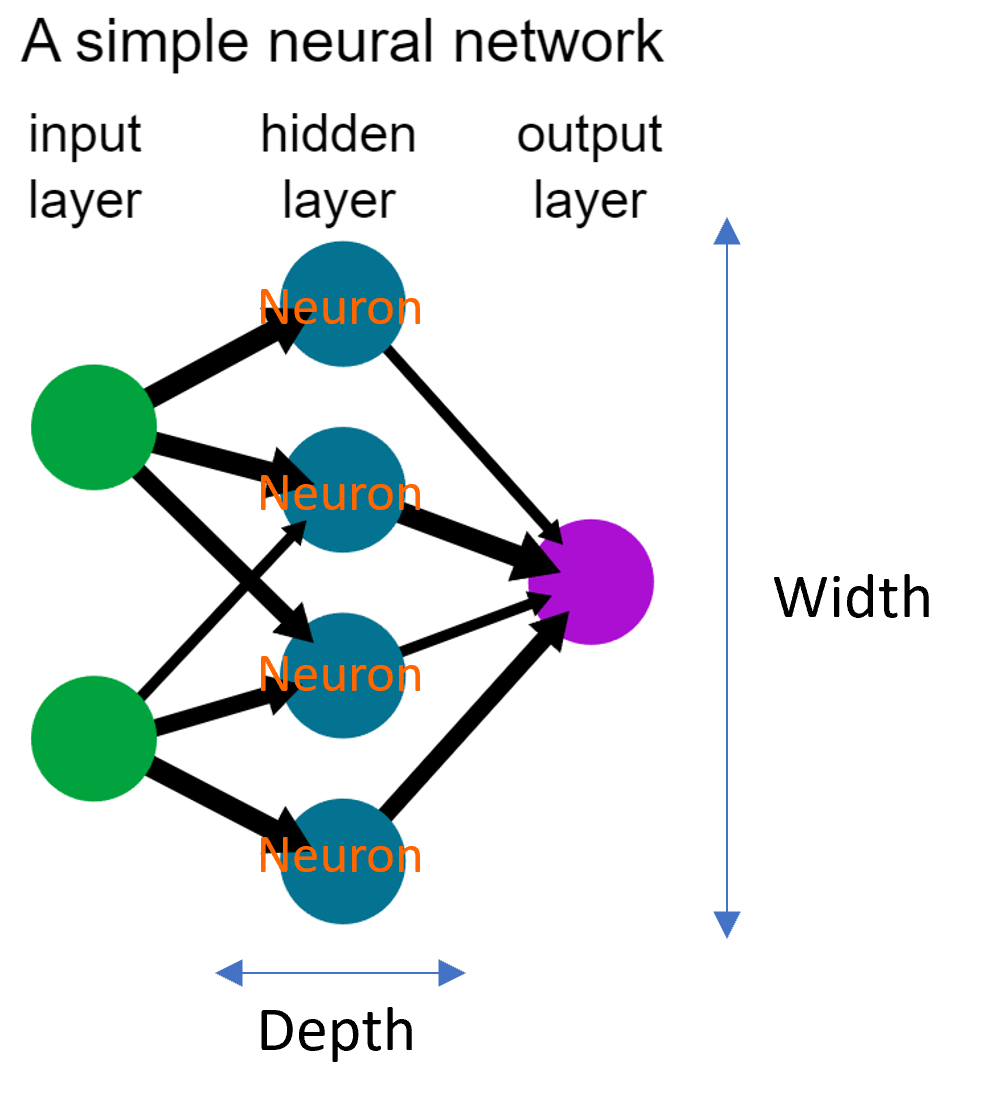 A simple neural network
input
layer
hidden
layer
output
layer
Neuron
Neuron
Neuron
Neuron
Width
Depth